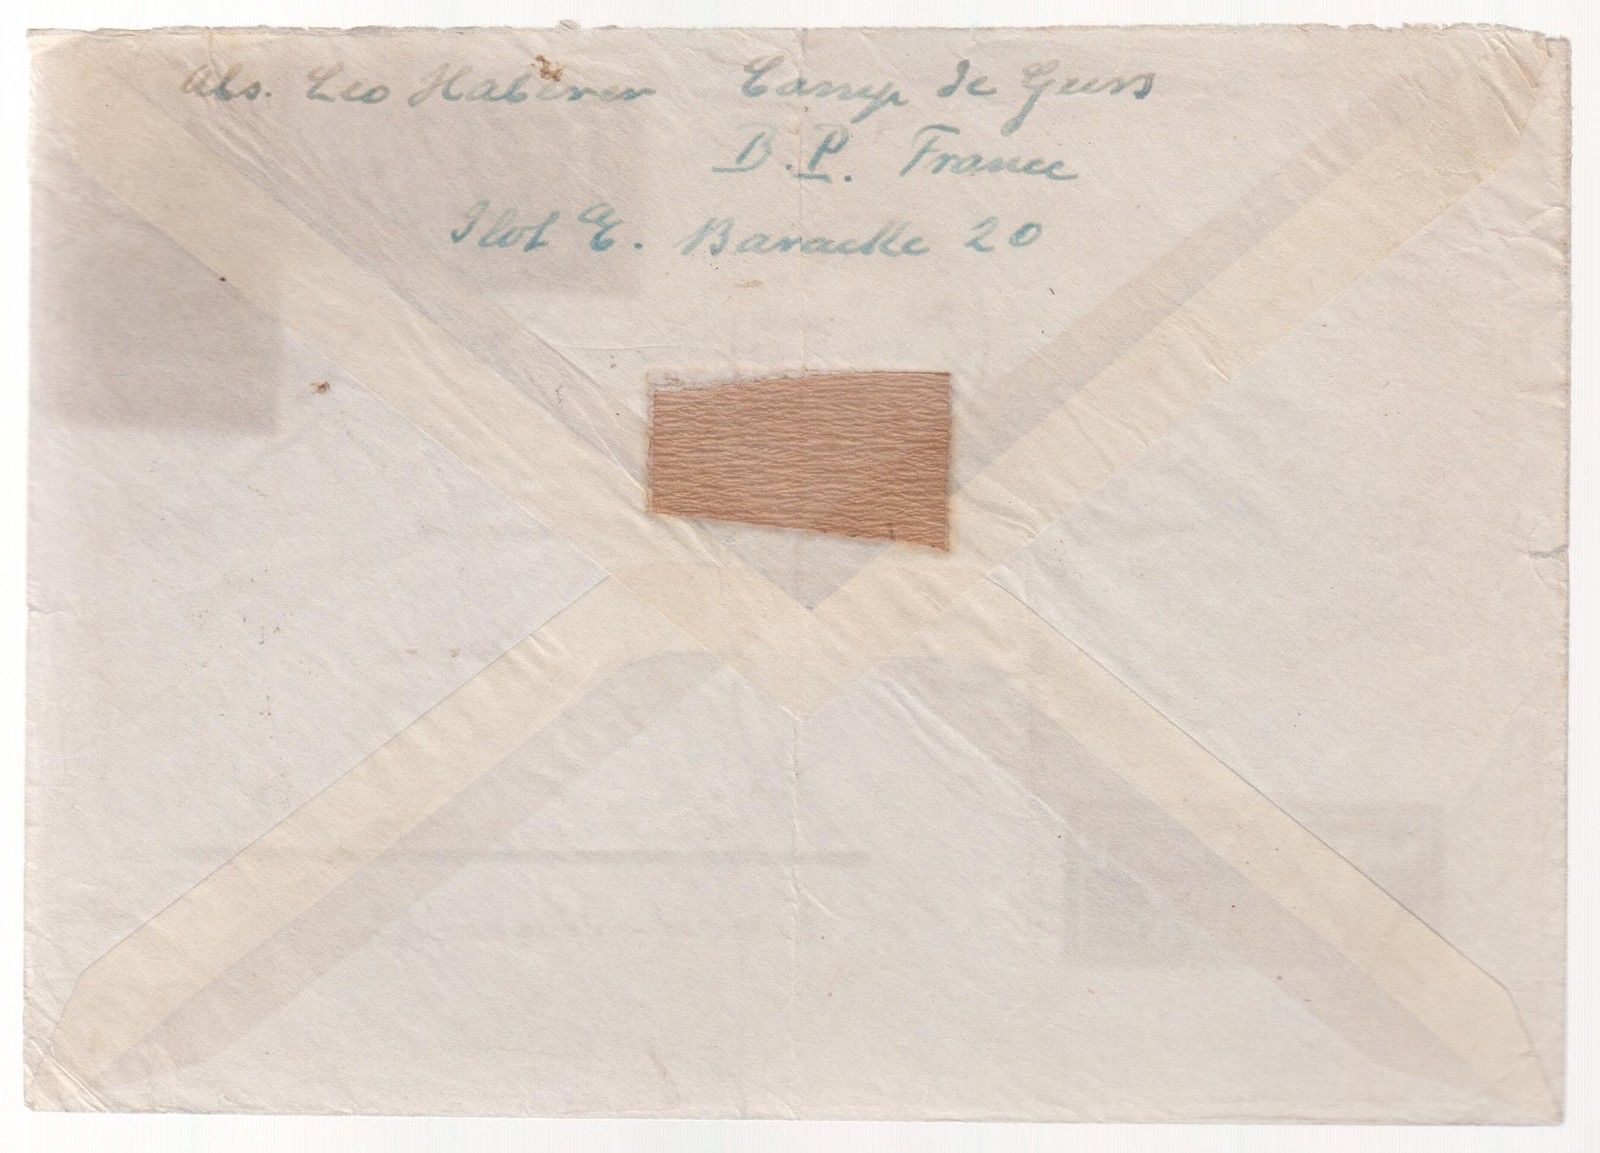 Abs. Leo Haberer Camp de Gurs
B.P. France
Ilot E. Baracke 20